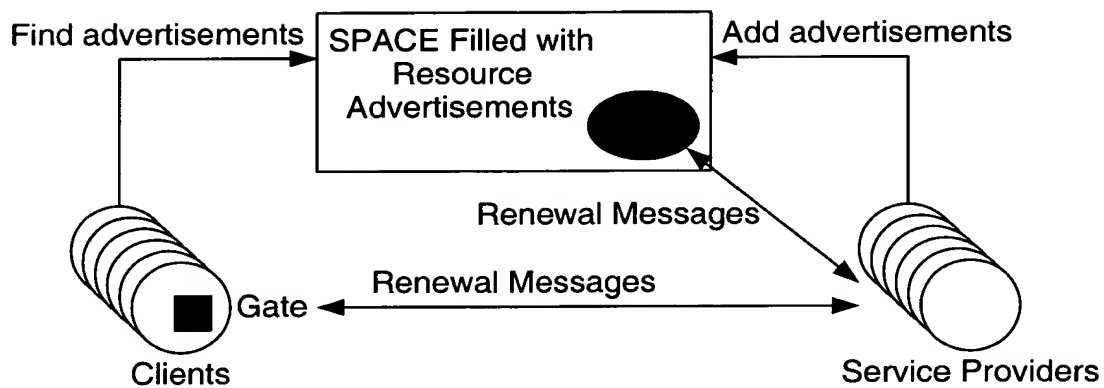 Find advertisements
SPACE Filled with
Resource
Advertisements
Add advertisements
Renewal Messages
Renewal Messages
Gate
Clients
Service Providers